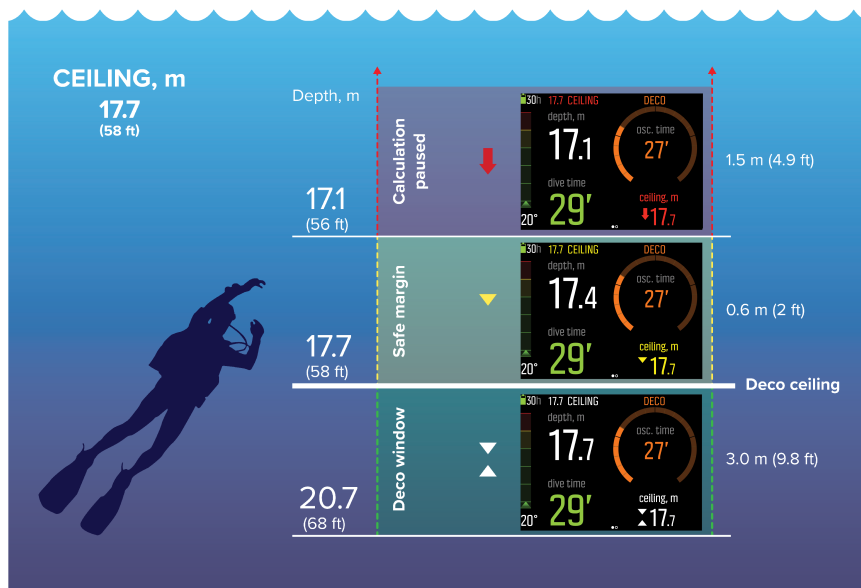 CEILING, m
17.7
(58 ft)
Depth, m
17.1
(56 ft)
17.7
(58 ft)
20.7
(68 ft)
Calculation
paused
30h 17.7 CEILING DECO
depth, m
17.1
asc. time
27'
dive time
29'
ceiling, m
17.7
20°
1.5 m (4.9 ft)
Safe margin
30h 17.7 CEILING DECO
depth, m
17.4
asc. time
27'
dive time
29'
ceiling, m
17.7
20°
0.6 m (2 ft)
Deco ceiling
Deco window
30h 17.7 CEILING DECO
depth, m
17.7
asc. time
27'
dive time
29'
ceiling, m
17.7
20°
3.0 m (9.8 ft)